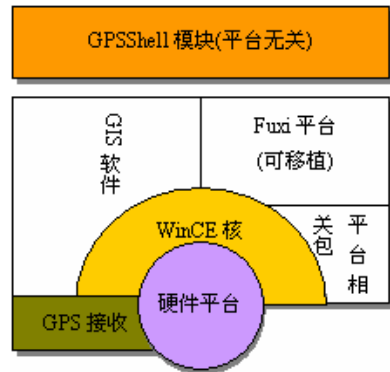 GPSShell 模块(平台无关)
GIS 软件
Fuxi 平台
(可移植)
WinCE 核
平台相
关包
硬件平台
GPS 接收